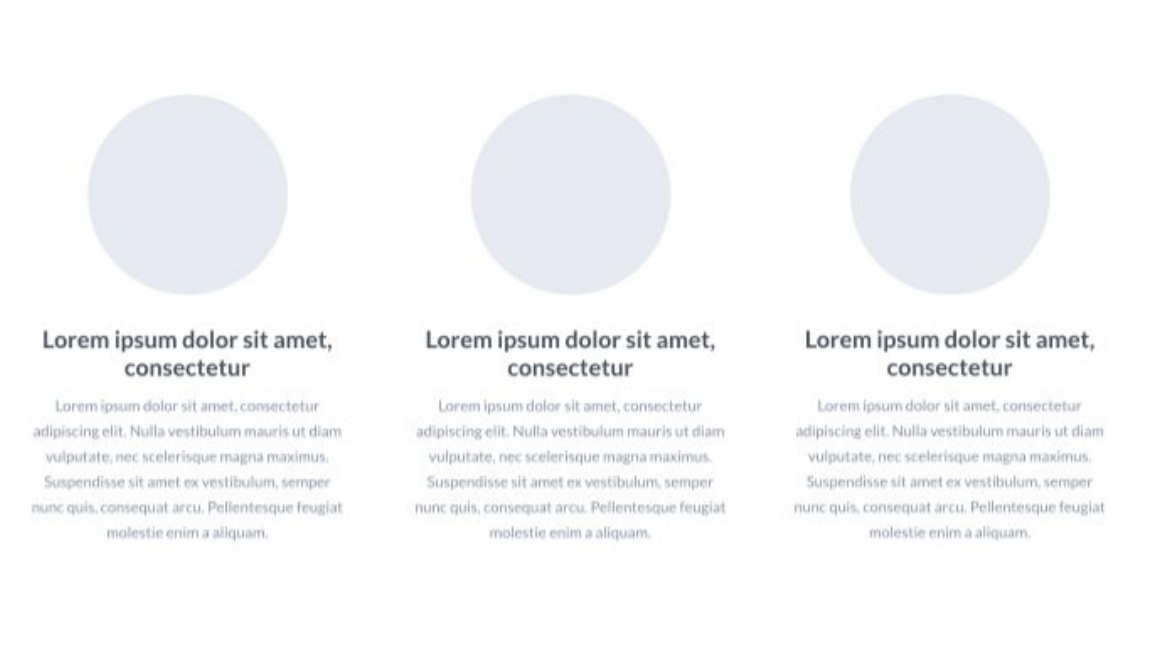 Lorem ipsum dolor sit amet,
consectetur
Lorem ipsum dolor sit amet, consectetur
adipiscing elit. Nulla vestibulum mauris ut diam
vulputate, nec scelerisque magna maximus.
Suspendisse sit amet ex vestibulum, semper
nunc quis, consequat arcu. Pellentesque feugiat
molestie enim a aliquam.
Lorem ipsum dolor sit amet,
consectetur
Lorem ipsum dolor sit amet, consectetur
adipiscing elit. Nulla vestibulum mauris ut diam
vulputate, nec scelerisque magna maximus.
Suspendisse sit amet ex vestibulum, semper
nunc quis, consequat arcu. Pellentesque feugiat
molestie enim a aliquam.
Lorem ipsum dolor sit amet,
consectetur
Lorem ipsum dolor sit amet, consectetur
adipiscing elit. Nulla vestibulum mauris ut diam
vulputate, nec scelerisque magna maximus.
Suspendisse sit amet ex vestibulum, semper
nunc quis, consequat arcu. Pellentesque feugiat
molestie enim a aliquam.